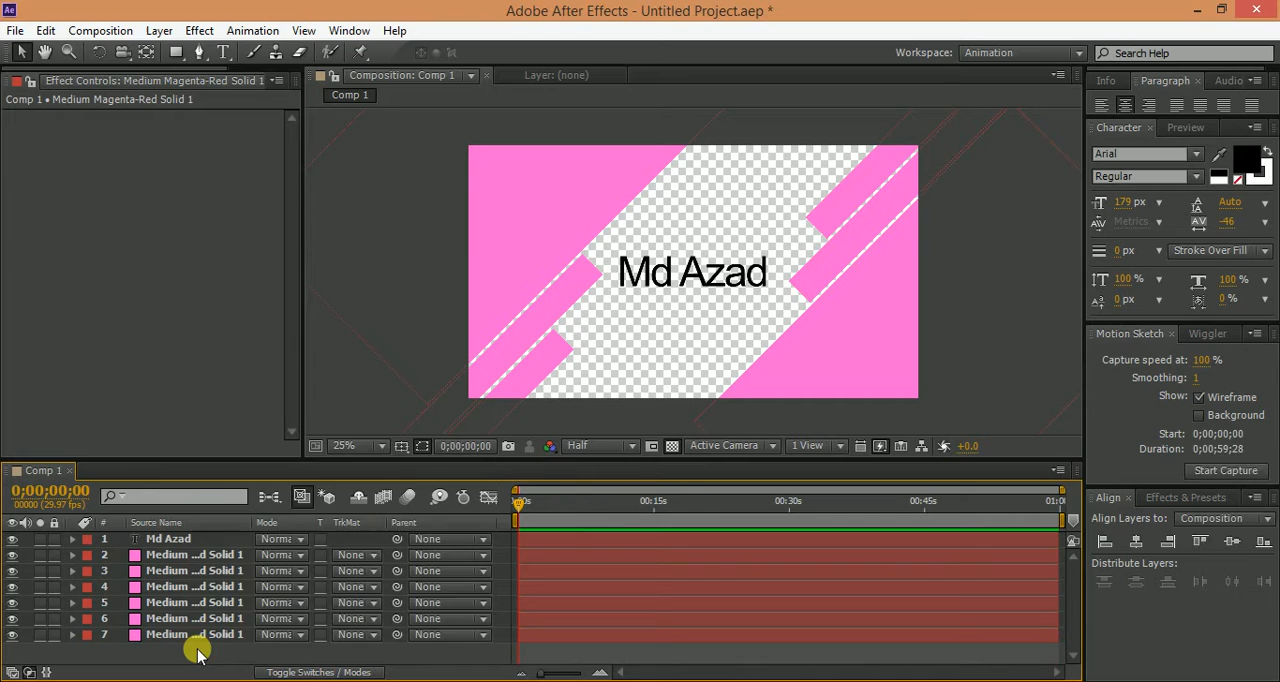 Ae
Adobe After Effects - Untitled Project.aep *
File Edit Composition Layer Effect Animation View Window Help
T
Workspace: Animation
Search Help
Effect Controls: Medium Magenta-Red Solid 1
Composition: Comp 1
Layer: (none)
Info Paragraph Audio
Comp 1 • Medium Magenta-Red Solid 1
Comp 1
Character Preview
Arial
Regular
179 px Auto
Metrics -46
0 px Stroke Over Fill
100 % 100 %
0 px 0 %
Md Azad
Motion Sketch Wiggler
Capture speed at: 100 %
Smoothing: 1
Show: Wireframe
Background
Start: 0;00;00;00
Duration: 0;00;59;28
Start Capture
25% 0;00;00;00 Half Active Camera 1 View +0.0
Comp 1
0;00;00;00
00000 (29.97 fps)
00s 00:15s 00:30s 00:45s 01:00
Align Effects & Presets
Align Layers to: Composition
Distribute Layers:
# Source Name Mode T TrkMat Parent
1 T Md Azad Norma None
2 Medium ...d Solid 1 Norma None None
3 Medium ...d Solid 1 Norma None None
4 Medium ...d Solid 1 Norma None None
5 Medium ...d Solid 1 Norma None None
6 Medium ...d Solid 1 Norma None None
7 Medium ...d Solid 1 Norma None None
Toggle Switches / Modes